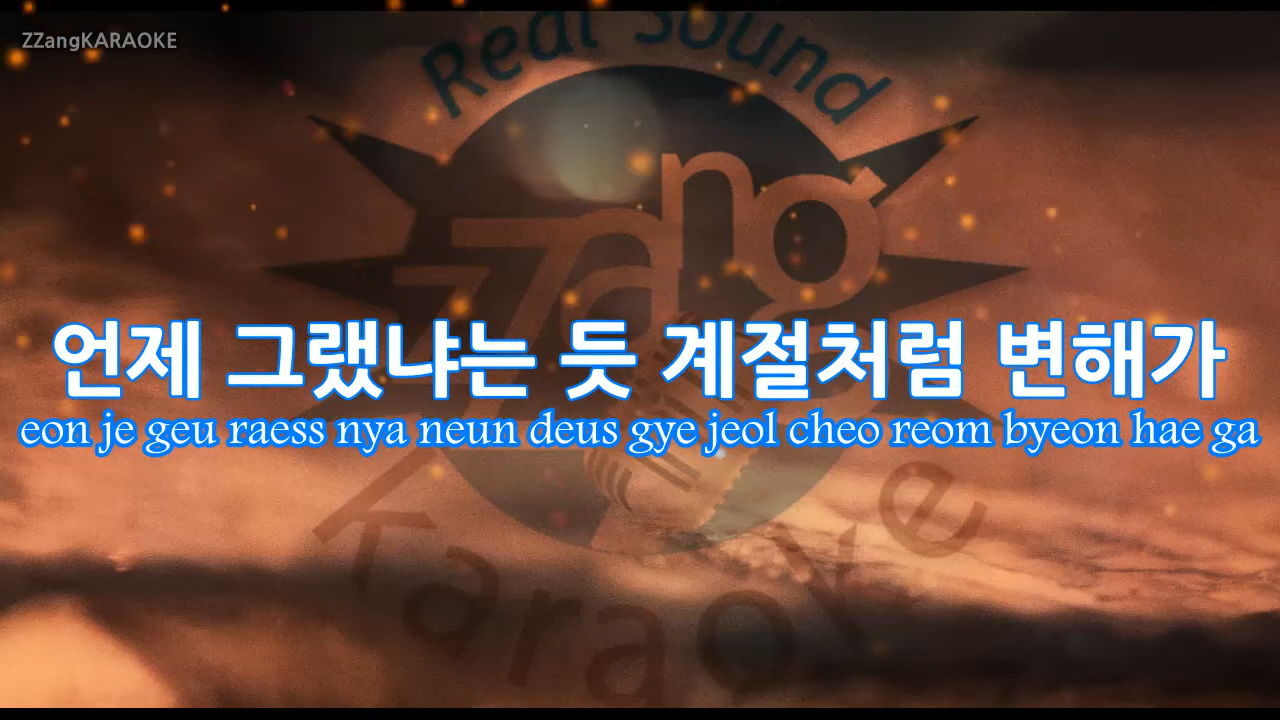 ZZangKARAOKE
Real Sound
ZZang
언제 그랬냐는 듯 계절처럼 변해가
eon je geu raess nya neun deus gye jeol cheo reom byeon hae ga
Karaoke